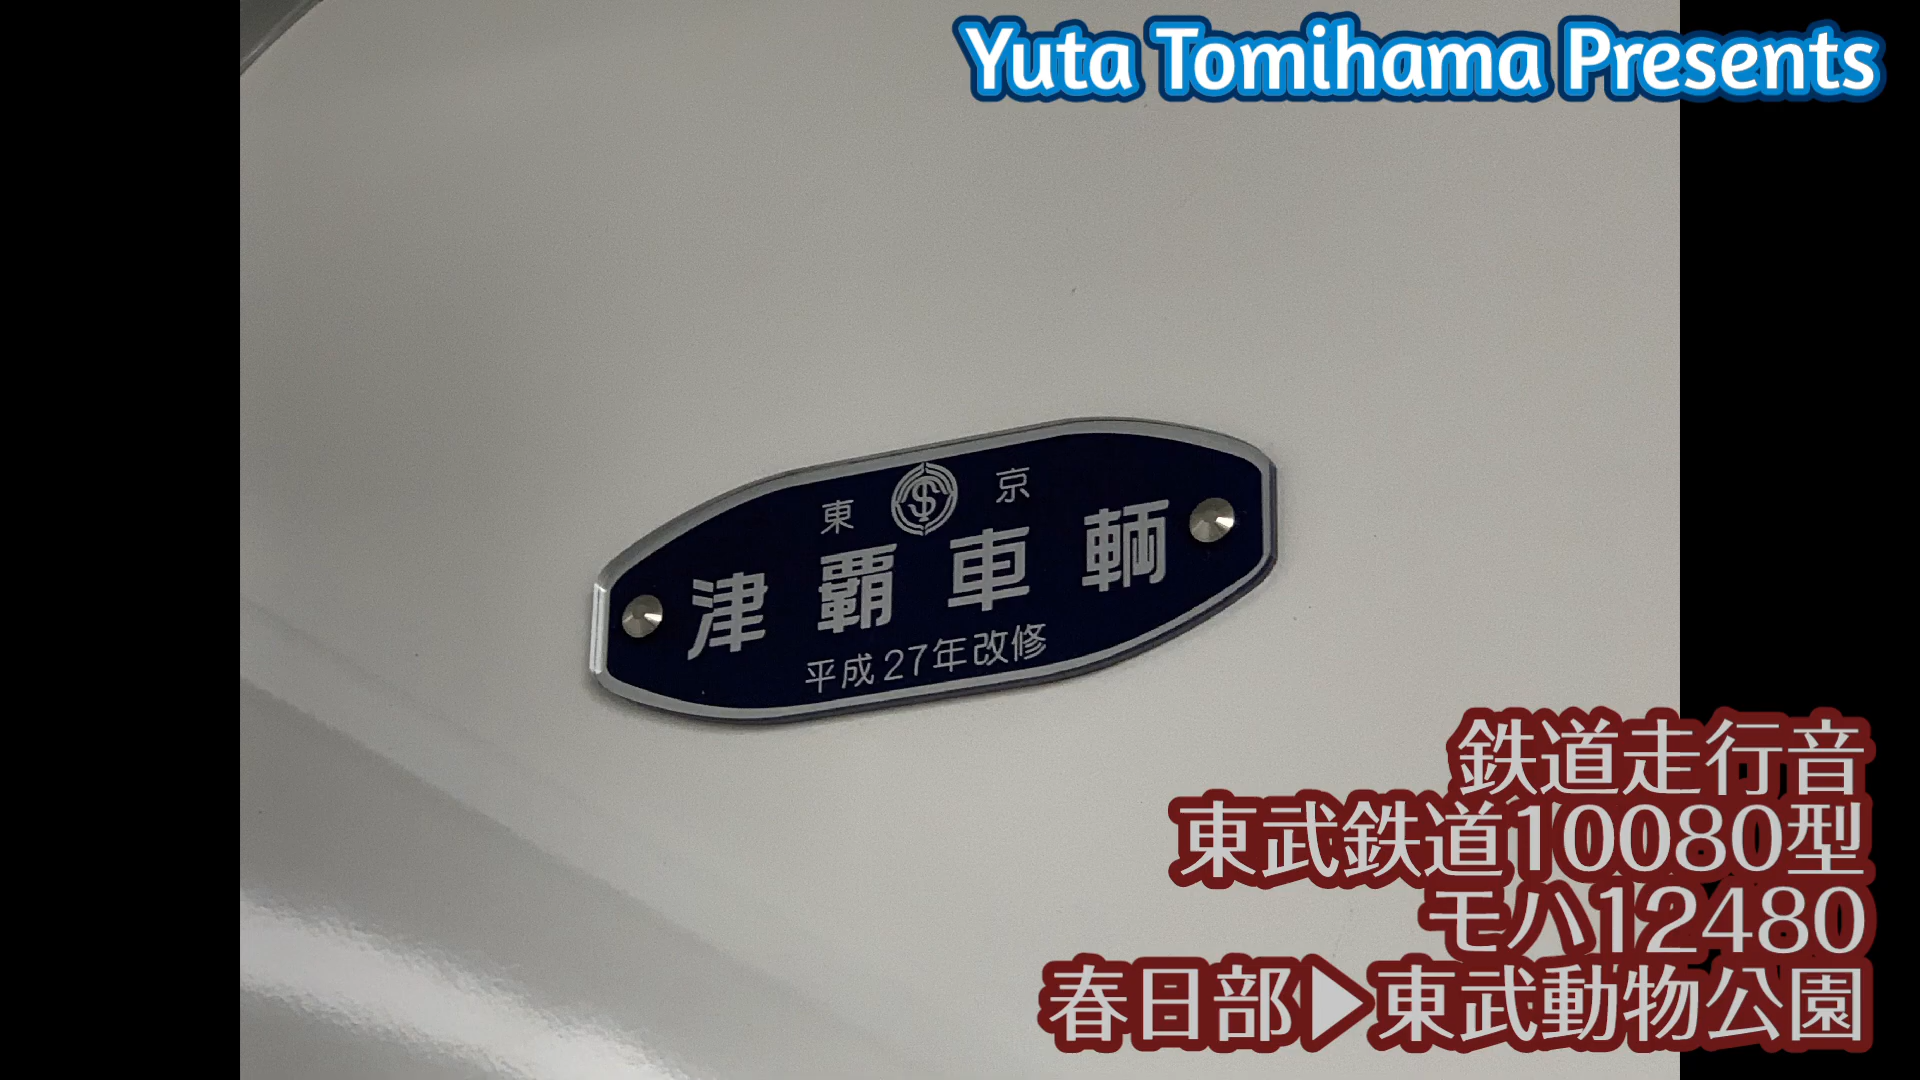 Yuta Tomihama Presents
東京
津覇車輌
平成27年改修
鉄道走行音
東武鉄道10080型
モハ12480
春日部▶東武動物公園